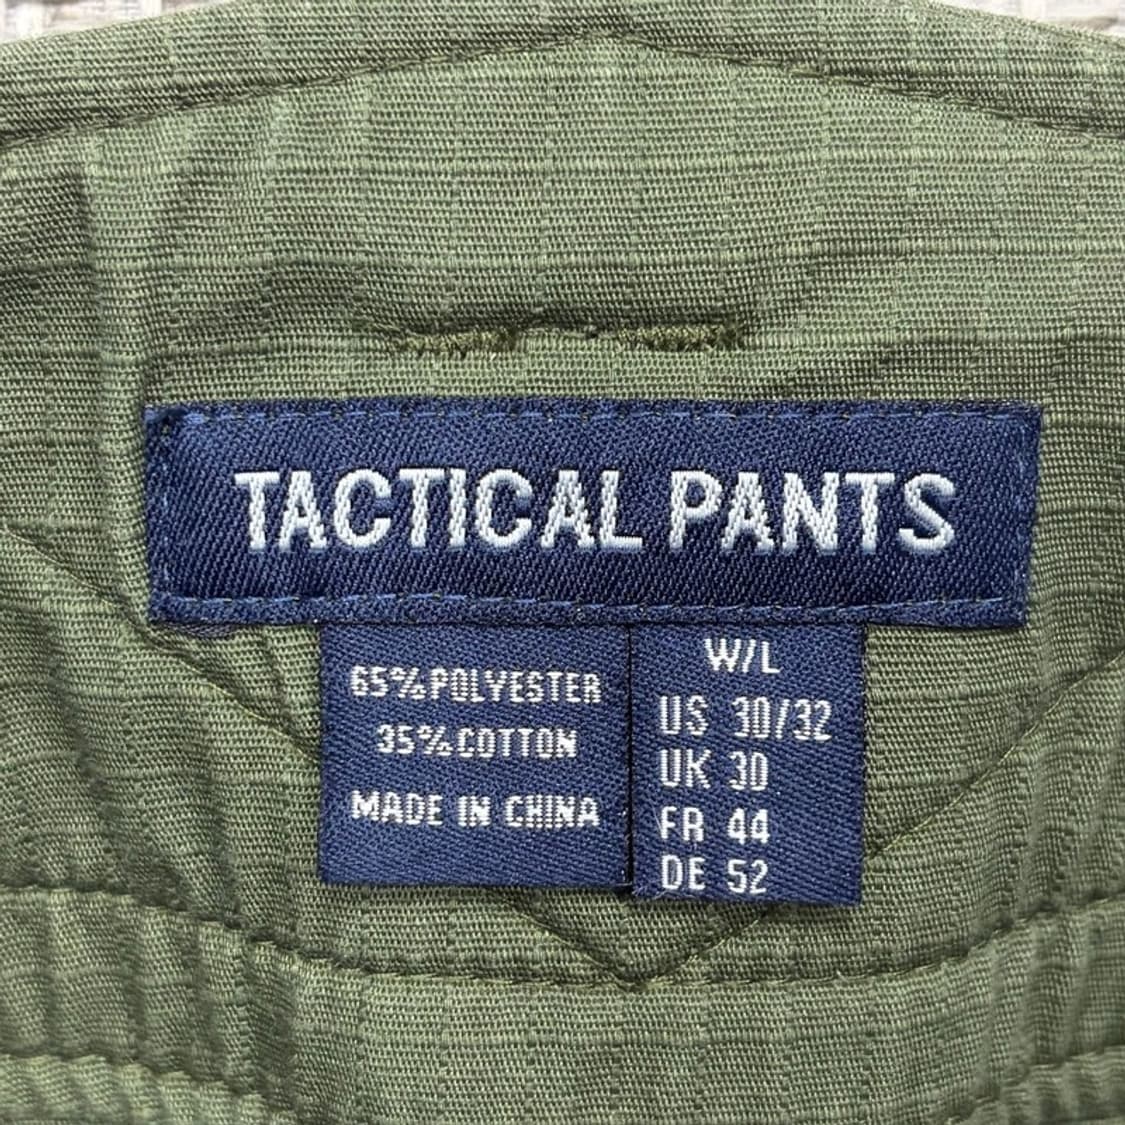 TACTICAL PANTS
65% POLYESTER
35% COTTON
MADE IN CHINA
W/L
US 30/32
UK 30
FR 44
DE 52